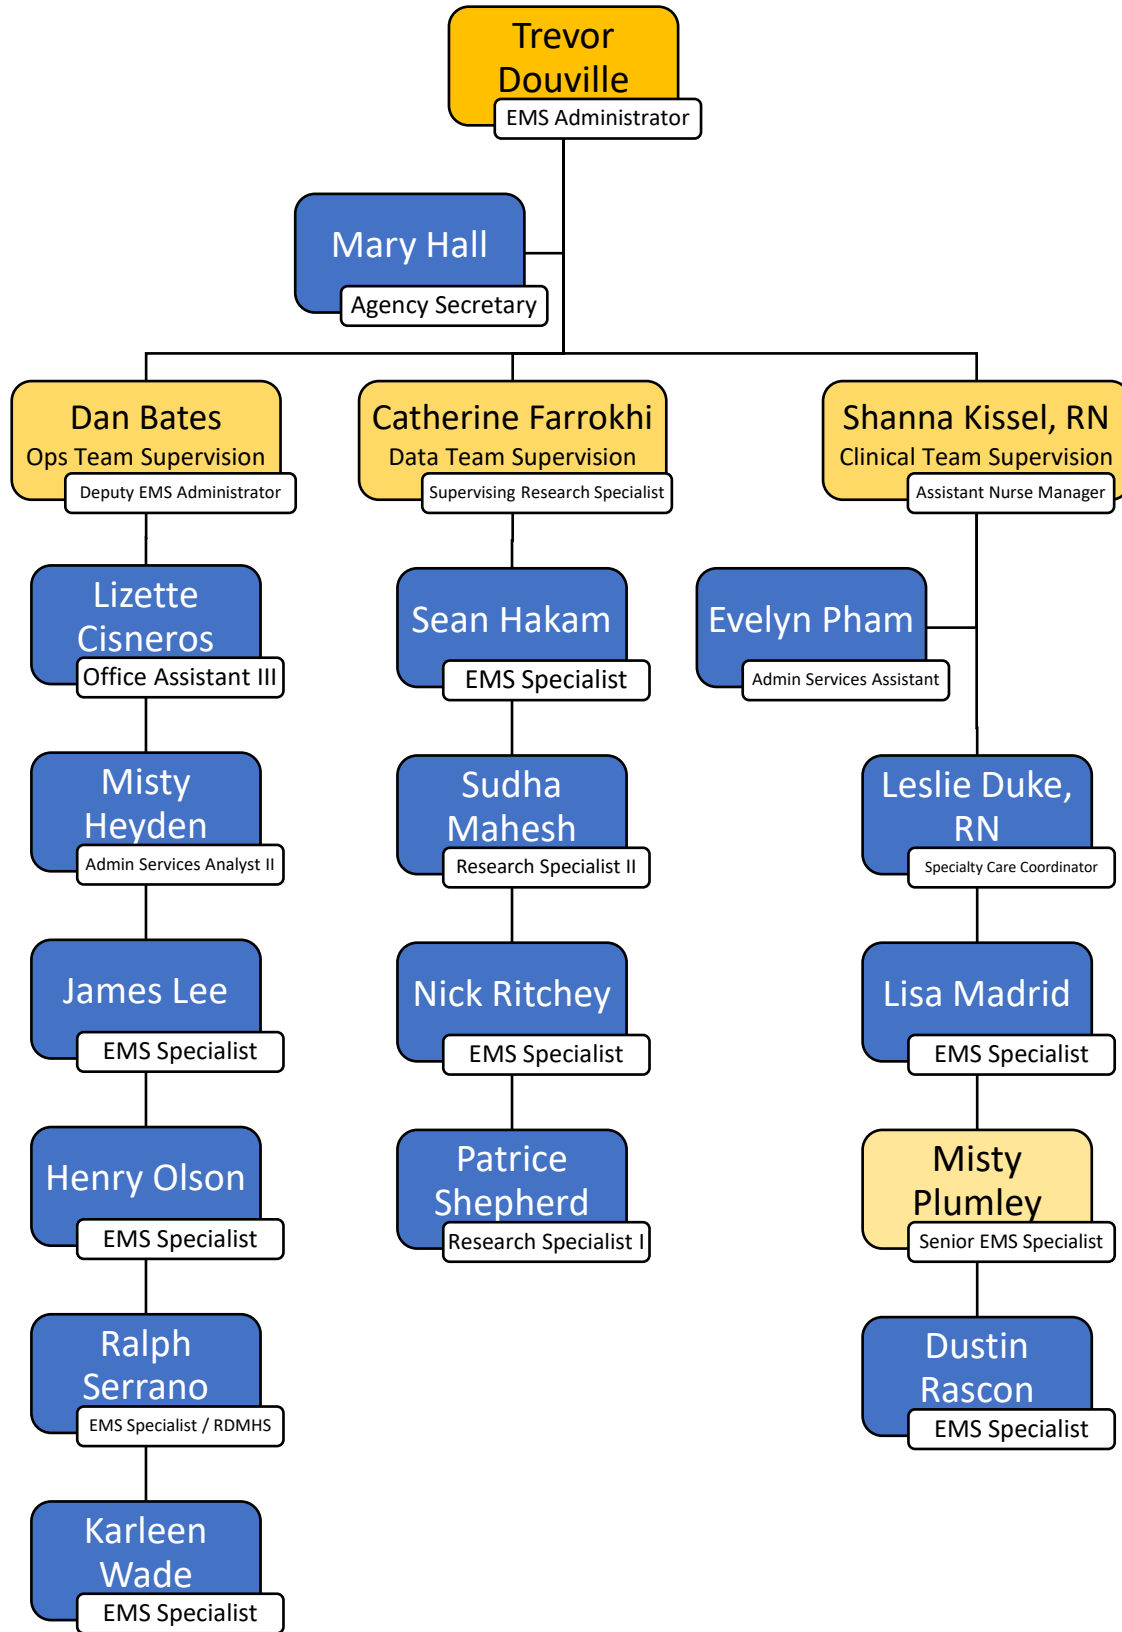 Trevor
Douville
EMS Administrator
Mary Hall
Agency Secretary
Dan Bates
Ops Team Supervision
Deputy EMS Administrator
Catherine Farrokhi
Data Team Supervision
Supervising Research Specialist
Shanna Kissel, RN
Clinical Team Supervision
Assistant Nurse Manager
Lizette
Cisneros
Office Assistant III
Sean Hakam
EMS Specialist
Evelyn Pham
Admin Services Assistant
Misty
Heyden
Admin Services Analyst II
Sudha
Mahesh
Research Specialist II
Leslie Duke,
RN
Specialty Care Coordinator
James Lee
EMS Specialist
Nick Ritchey
EMS Specialist
Lisa Madrid
EMS Specialist
Henry Olson
EMS Specialist
Patrice
Shepherd
Research Specialist I
Misty
Plumley
Senior EMS Specialist
Ralph
Serrano
EMS Specialist / RDMHS
Dustin
Rascon
EMS Specialist
Karleen
Wade
EMS Specialist